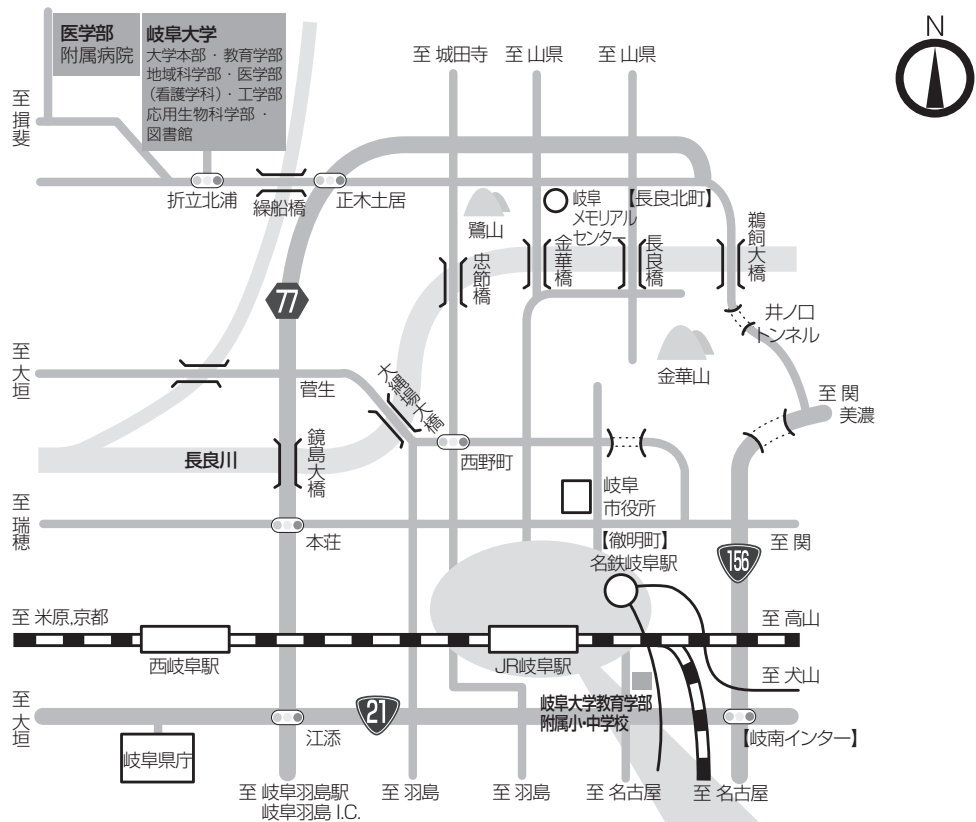 N
医学部
附属病院
岐阜大学
大学本部・教育学部
地域科学部・医学部
（看護学科）・工学部
応用生物科学部・
図書館
至 城田寺
至 山県
至 山県
至 揖斐
折立北浦
繰船橋
正木土居
鷺山
岐阜
メモリアル
センター
【長良北町】
忠節橋
金華橋
長良橋
鵜飼大橋
77
井ノ口
トンネル
至 大垣
菅生
大縄場大橋
金華山
至 関
美濃
長良川
鏡島大橋
西野町
岐阜
市役所
至 瑞穂
本荘
【徹明町】
名鉄岐阜駅
至 関
156
至 米原,京都
至 高山
西岐阜駅
JR岐阜駅
至 犬山
至 大垣
21
江添
岐阜大学教育学部
附属小・中学校
【岐南インター】
岐阜県庁
至 岐阜羽島駅
岐阜羽島 I.C.
至 羽島
至 羽島
至 名古屋
至 名古屋